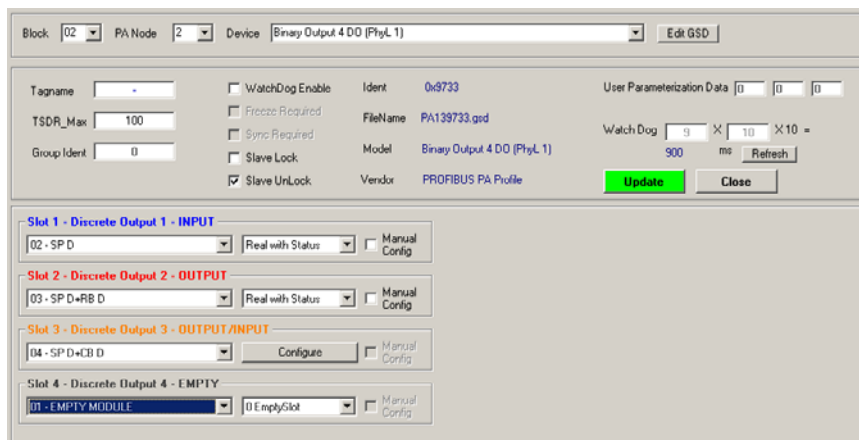 Block 02 PA Node 2 Device Binary Output 4 DO (PhyL 1) Edit GSD
Tagname - WatchDog Enable Ident 0x9733 User Parameterization Data 0 0 0
TSDR_Max 100 Freeze Required FileName PA139733.gsd
Sync Required Watch Dog 9 X 10 X 10 =
Group Ident 0 Slave Lock Model Binary Output 4 DO (PhyL 1) 900 ms Refresh
Slave UnLock Vendor PROFIBUS PA Profile Update Close
Slot 1 - Discrete Output 1 - INPUT
02 - SP D Real with Status Manual Config
Slot 2 - Discrete Output 2 - OUTPUT
03 - SP D+RB D Real with Status Manual Config
Slot 3 - Discrete Output 3 - OUTPUT/INPUT
04 - SP D+CB D Configure Manual Config
Slot 4 - Discrete Output 4 - EMPTY
01 - EMPTY MODULE 0 EmptySlot Manual Config